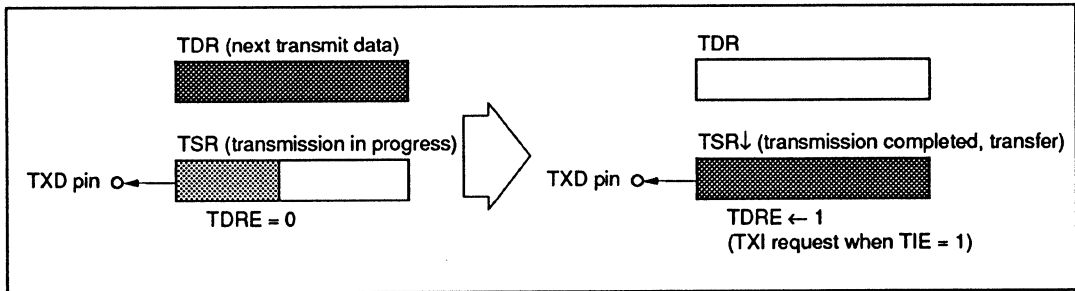 TDR (next transmit data)
TSR (transmission in progress)
TXD pin
TDRE = 0
TDR
TSR↓ (transmission completed, transfer)
TXD pin
TDRE ← 1
(TXI request when TIE = 1)